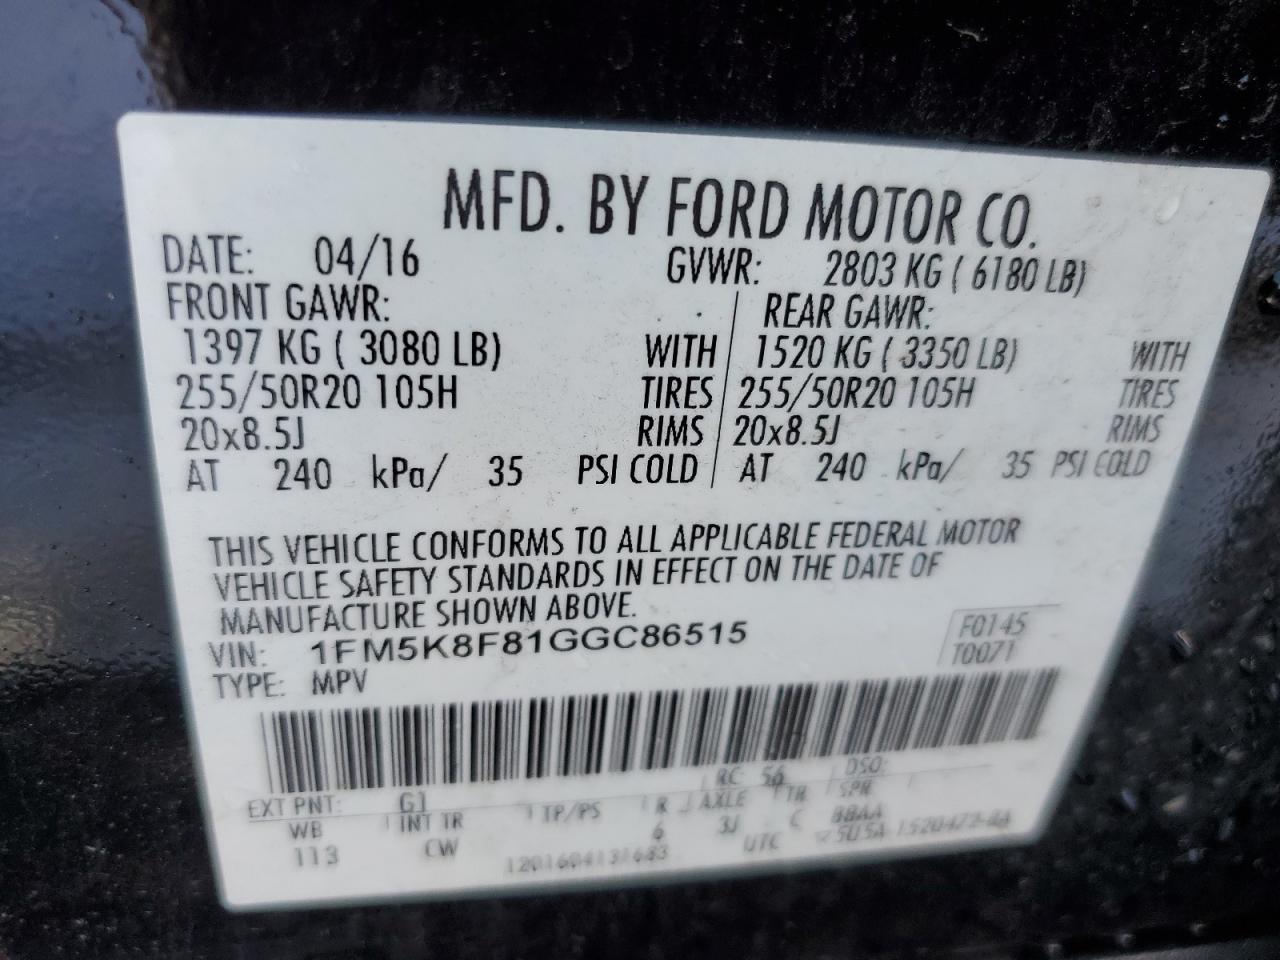 MFD. BY FORD MOTOR CO.
DATE: 04/16 GVWR: 2803 KG ( 6180 LB)
FRONT GAWR: REAR GAWR:
1397 KG ( 3080 LB) WITH 1520 KG ( 3350 LB) WITH
255/50R20 105H TIRES 255/50R20 105H TIRES
20x8.5J RIMS 20x8.5J RIMS
AT 240 kPa/ 35 PSI COLD AT 240 kPa/ 35 PSI COLD
THIS VEHICLE CONFORMS TO ALL APPLICABLE FEDERAL MOTOR
VEHICLE SAFETY STANDARDS IN EFFECT ON THE DATE OF
MANUFACTURE SHOWN ABOVE.
VIN: 1FM5K8F81GGC86515 F0145
TYPE: MPV T0071
EXT PNT: G1 RC: 56 DSO:
WB INT TR TP/PS R AXLE TR SPR
113 CW 6 3J C BBAA
1201604131683 UTC